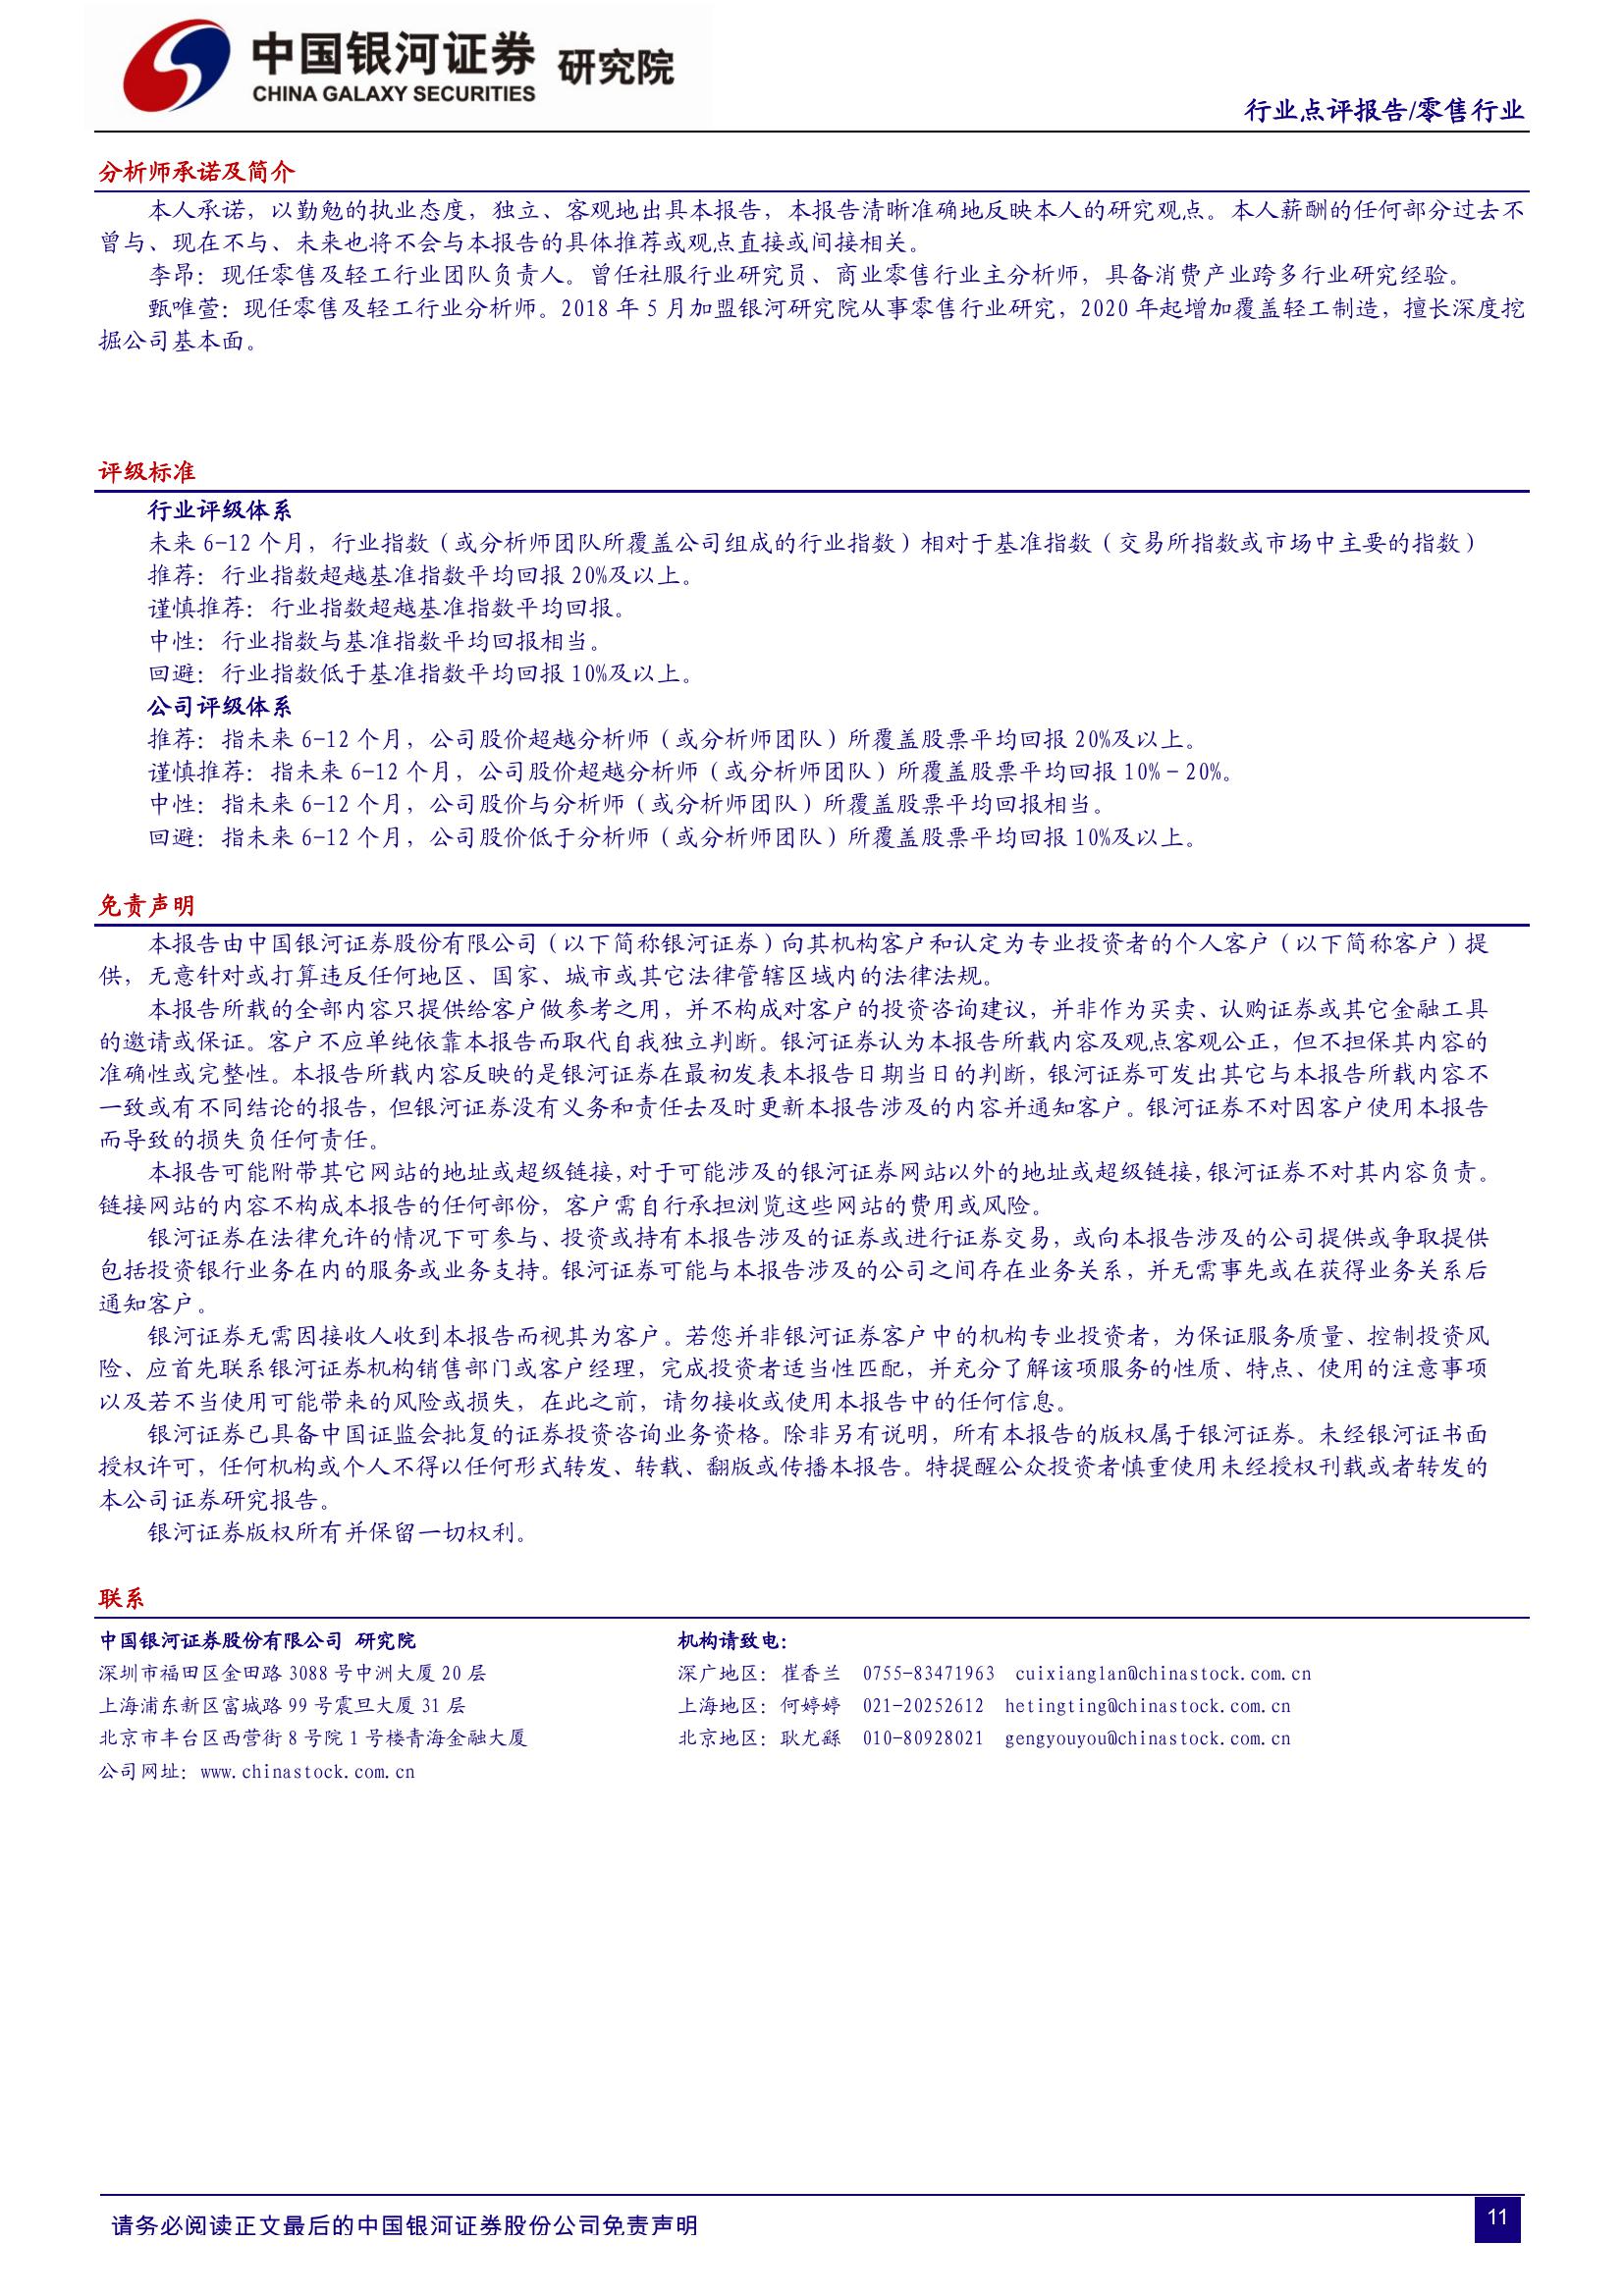 中国银河证券 研究院
CHINA GALAXY SECURITIES
行业点评报告/零售行业
分析师承诺及简介
本人承诺，以勤勉的执业态度，独立、客观地出具本报告，本报告清晰准确地反映本人的研究观点。本人薪酬的任何部分过去不
曾与、现在不与、未来也将不会与本报告的具体推荐或观点直接或间接相关。
李昂：现任零售及轻工行业团队负责人。曾任社服行业研究员、商业零售行业主分析师，具备消费产业跨多行业研究经验。
甄唯萱：现任零售及轻工行业分析师。2018 年 5 月加盟银河研究院从事零售行业研究，2020 年起增加覆盖轻工制造，擅长深度挖
掘公司基本面。
评级标准
行业评级体系
未来 6-12 个月，行业指数（或分析师团队所覆盖公司组成的行业指数）相对于基准指数（交易所指数或市场中主要的指数）
推荐：行业指数超越基准指数平均回报 20%及以上。
谨慎推荐：行业指数超越基准指数平均回报。
中性：行业指数与基准指数平均回报相当。
回避：行业指数低于基准指数平均回报 10%及以上。
公司评级体系
推荐：指未来 6-12 个月，公司股价超越分析师（或分析师团队）所覆盖股票平均回报 20%及以上。
谨慎推荐：指未来 6-12 个月，公司股价超越分析师（或分析师团队）所覆盖股票平均回报 10%－20%。
中性：指未来 6-12 个月，公司股价与分析师（或分析师团队）所覆盖股票平均回报相当。
回避：指未来 6-12 个月，公司股价低于分析师（或分析师团队）所覆盖股票平均回报 10%及以上。
免责声明
本报告由中国银河证券股份有限公司（以下简称银河证券）向其机构客户和认定为专业投资者的个人客户（以下简称客户）提
供，无意针对或打算违反任何地区、国家、城市或其它法律管辖区域内的法律法规。
本报告所载的全部内容只提供给客户做参考之用，并不构成对客户的投资咨询建议，并非作为买卖、认购证券或其它金融工具
的邀请或保证。客户不应单纯依靠本报告而取代自我独立判断。银河证券认为本报告所载内容及观点客观公正，但不担保其内容的
准确性或完整性。本报告所载内容反映的是银河证券在最初发表本报告日期当日的判断，银河证券可发出其它与本报告所载内容不
一致或有不同结论的报告，但银河证券没有义务和责任去及时更新本报告涉及的内容并通知客户。银河证券不对因客户使用本报告
而导致的损失负任何责任。
本报告可能附带其它网站的地址或超级链接，对于可能涉及的银河证券网站以外的地址或超级链接，银河证券不对其内容负责。
链接网站的内容不构成本报告的任何部份，客户需自行承担浏览这些网站的费用或风险。
银河证券在法律允许的情况下可参与、投资或持有本报告涉及的证券或进行证券交易，或向本报告涉及的公司提供或争取提供
包括投资银行业务在内的服务或业务支持。银河证券可能与本报告涉及的公司之间存在业务关系，并无需事先或在获得业务关系后
通知客户。
银河证券无需因接收人收到本报告而视其为客户。若您并非银河证券客户中的机构专业投资者，为保证服务质量、控制投资风
险、应首先联系银河证券机构销售部门或客户经理，完成投资者适当性匹配，并充分了解该项服务的性质、特点、使用的注意事项
以及若不当使用可能带来的风险或损失，在此之前，请勿接收或使用本报告中的任何信息。
银河证券已具备中国证监会批复的证券投资咨询业务资格。除非另有说明，所有本报告的版权属于银河证券。未经银河证书面
授权许可，任何机构或个人不得以任何形式转发、转载、翻版或传播本报告。特提醒公众投资者慎重使用未经授权刊载或者转发的
本公司证券研究报告。
银河证券版权所有并保留一切权利。
联系
中国银河证券股份有限公司 研究院 机构请致电：
深圳市福田区金田路 3088 号中洲大厦 20 层 深广地区：崔香兰 0755-83471963 cuixianglan@chinastock.com.cn
上海浦东新区富城路 99 号震旦大厦 31 层 上海地区：何婷婷 021-20252612 hetingting@chinastock.com.cn
北京市丰台区西营街 8 号院 1 号楼青海金融大厦 北京地区：耿尤繇 010-80928021 gengyouyou@chinastock.com.cn
公司网址：www.chinastock.com.cn
请务必阅读正文最后的中国银河证券股份公司免责声明
11